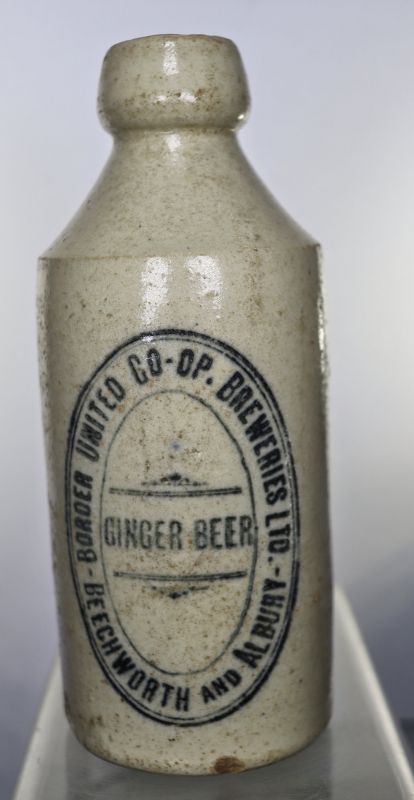 BORDER UNITED CO-OP. BREWERIES LTD.
GINGER BEER
- BEECHWORTH AND ALBURY -